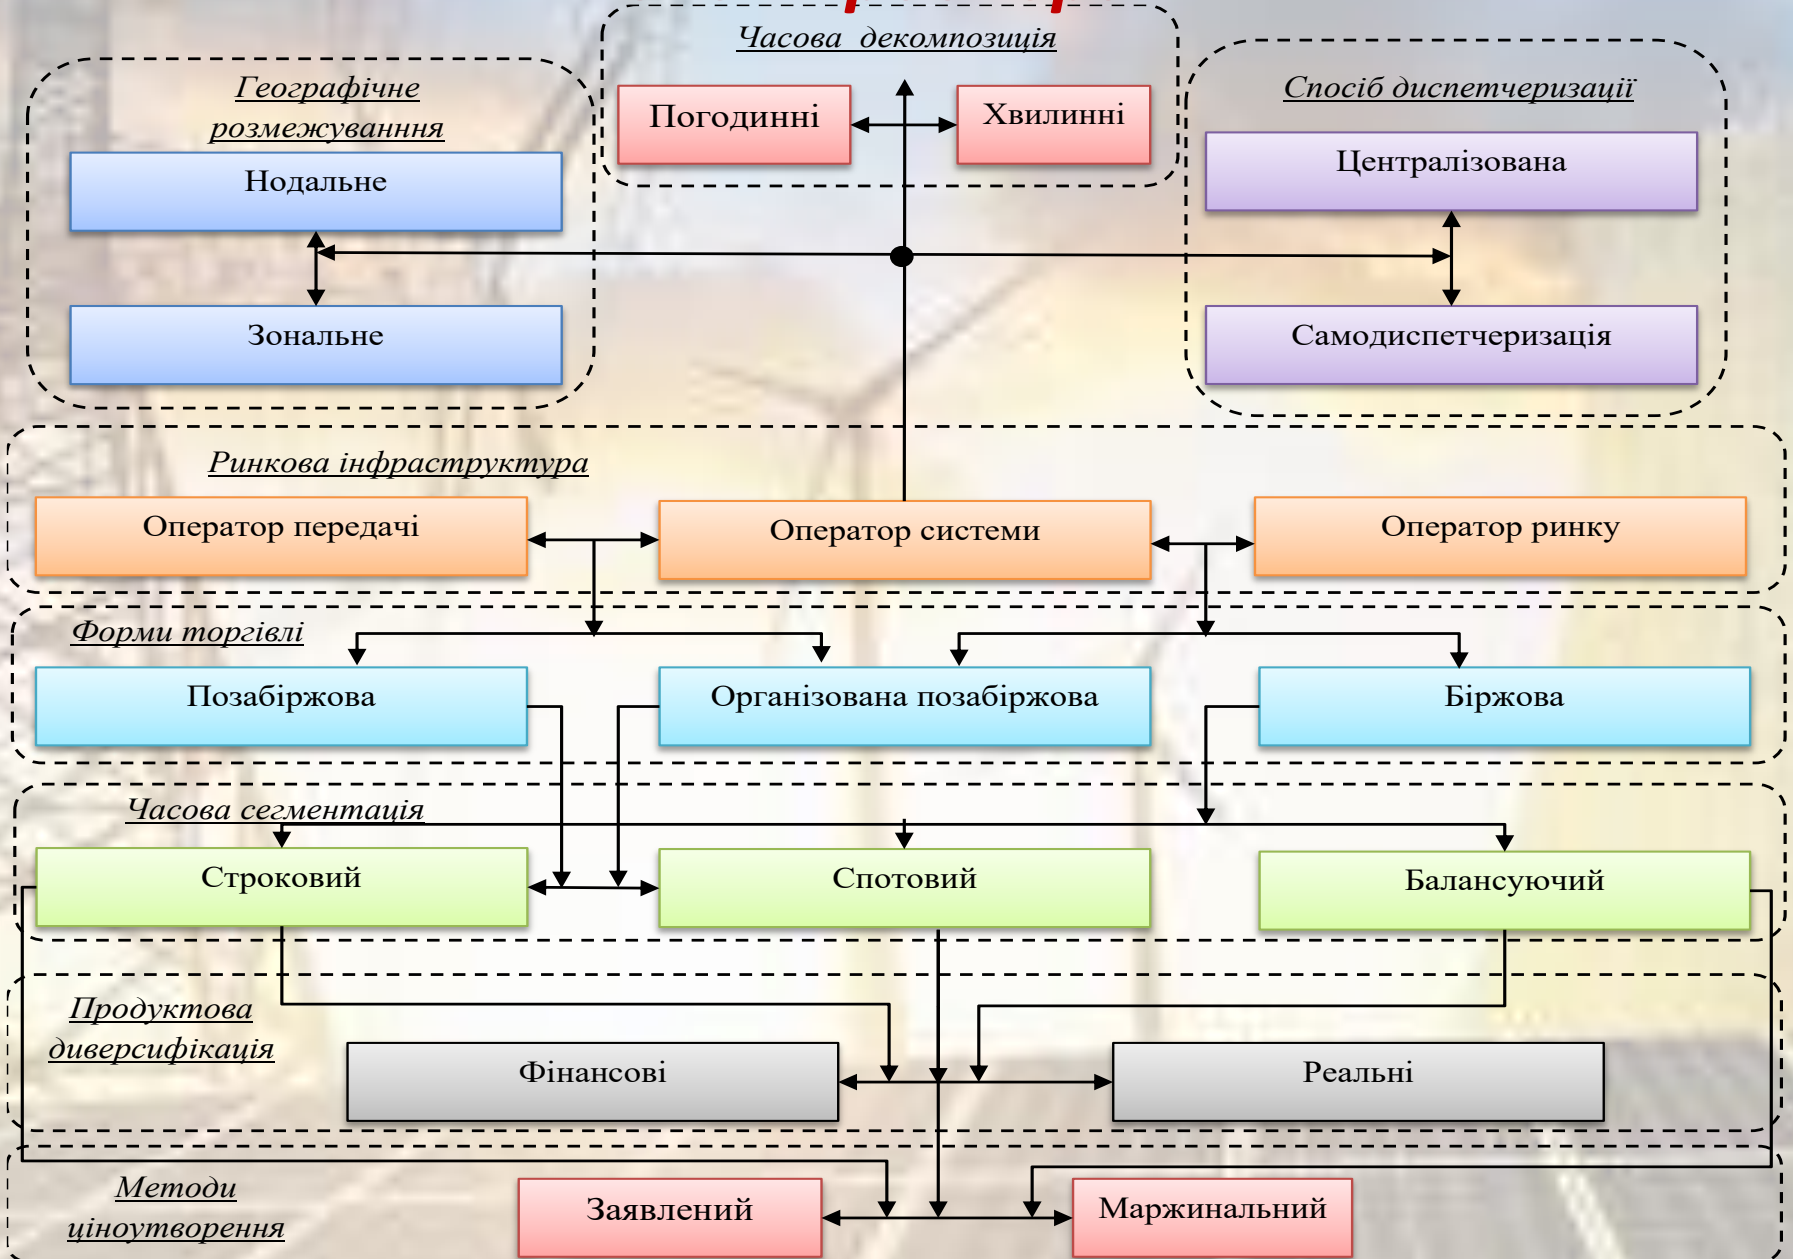 Часова декомпозиція
Погодинні
Хвилинні
Географічне
розмежуванння
Нодальне
Зональне
Спосіб диспетчеризації
Централізована
Самодиспетчеризація
Ринкова інфраструктура
Оператор передачі
Оператор системи
Оператор ринку
Форми торгівлі
Позабіржова
Організована позабіржова
Біржова
Часова сегментація
Строковий
Спотовий
Балансуючий
Продуктова
диверсифікація
Фінансові
Реальні
Методи
ціноутворення
Заявлений
Маржинальний